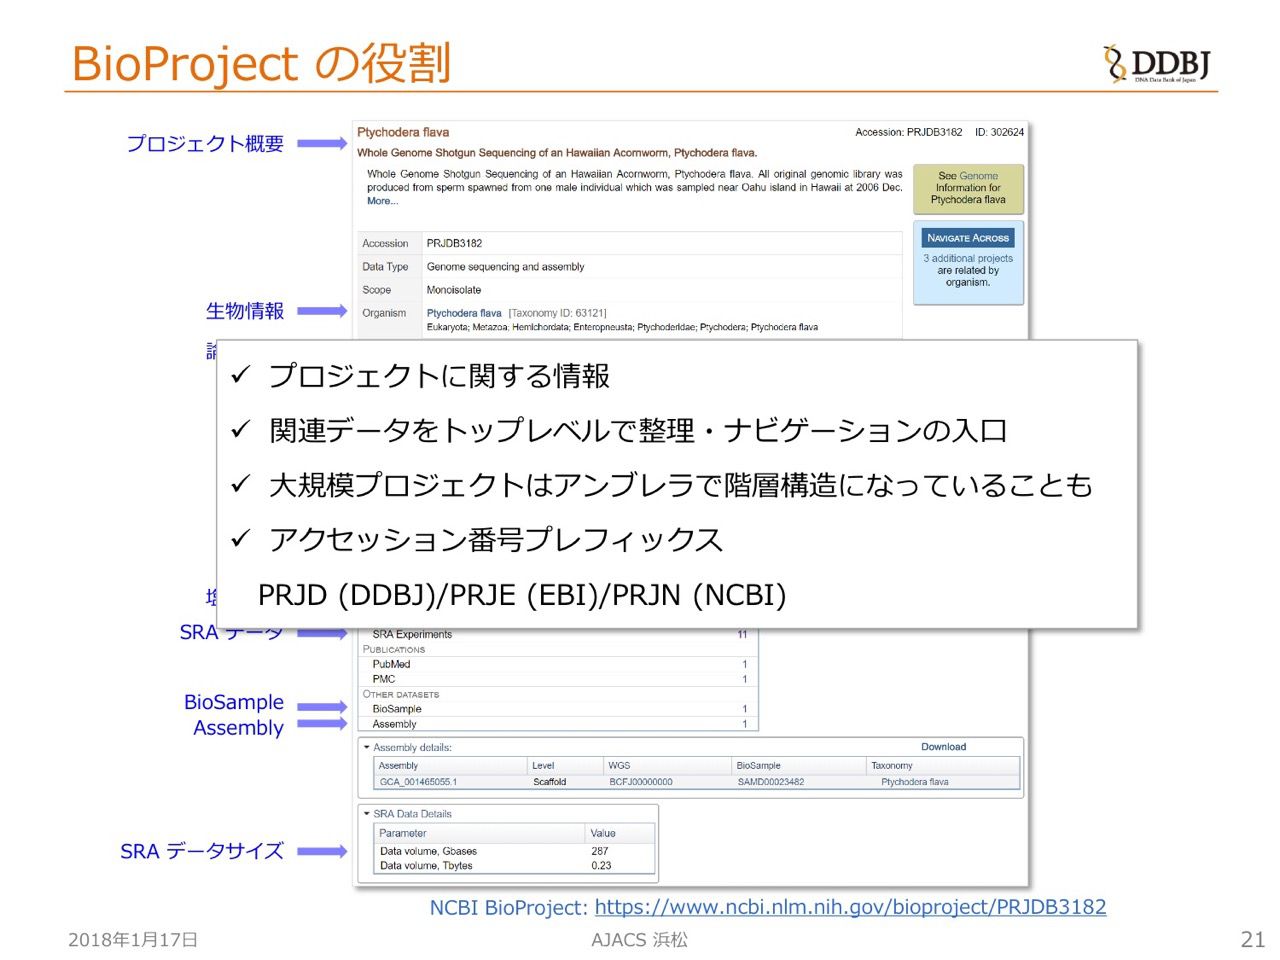 BioProject の役割
DDBJ
DNA Data Bank of Japan
プロジェクト概要
Ptychodera flava
Accession: PRJDB3182 ID: 302624
Whole Genome Shotgun Sequencing of an Hawaiian Acornworm, Ptychodera flava.
Whole Genome Shotgun Sequencing of an Hawaiian Acornworm, Ptychodera flava. All original genomic library was
produced from sperm spawned from one male individual which was sampled near Oahu island in Hawaii at 2006 Dec.
More...
See Genome
Information for
Ptychodera flava
NAVIGATE ACROSS
3 additional projects
are related by
organism.
Accession PRJDB3182
Data Type Genome sequencing and assembly
Scope Monoisolate
生物情報
Organism Ptychodera flava [Taxonomy ID: 63121]
Eukaryota; Metazoa; Hemichordata; Enteropneusta; Ptychoderidae; Ptychodera; Ptychodera flava
✓ プロジェクトに関する情報
✓ 関連データをトップレベルで整理・ナビゲーションの入口
✓ 大規模プロジェクトはアンブレラで階層構造になっていることも
✓ アクセッション番号プレフィックス
PRJD (DDBJ)/PRJE (EBI)/PRJN (NCBI)
SRA データ
SRA Experiments 11
PUBLICATIONS
PubMed 1
PMC 1
OTHER DATASETS
BioSample
BioSample 1
Assembly
Assembly 1
Assembly details:
Download
Assembly Level WGS BioSample Taxonomy
GCA_001465055.1 Scaffold BCFJ00000000 SAMD00023482 Ptychodera flava
SRA Data Details
Parameter Value
SRA データサイズ
Data volume, Gbases 287
Data volume, Tbytes 0.23
NCBI BioProject: https://www.ncbi.nlm.nih.gov/bioproject/PRJDB3182
2018年1月17日
AJACS 浜松
21